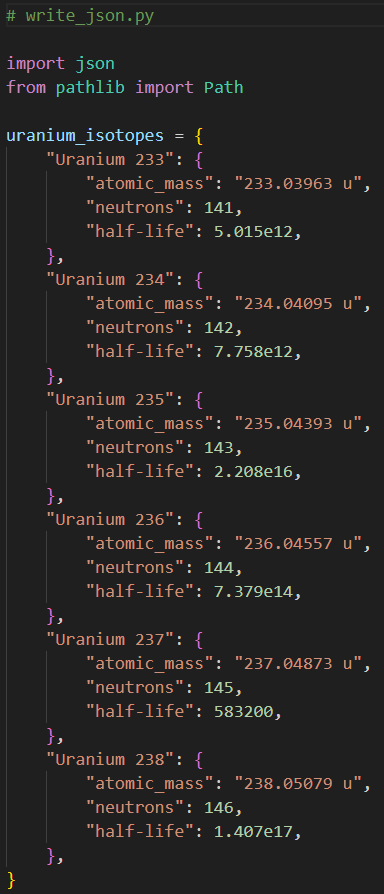 # write_json.py

import json
from pathlib import Path

uranium_isotopes = {
    "Uranium 233": {
        "atomic_mass": "233.03963 u",
        "neutrons": 141,
        "half-life": 5.015e12,
    },
    "Uranium 234": {
        "atomic_mass": "234.04095 u",
        "neutrons": 142,
        "half-life": 7.758e12,
    },
    "Uranium 235": {
        "atomic_mass": "235.04393 u",
        "neutrons": 143,
        "half-life": 2.208e16,
    },
    "Uranium 236": {
        "atomic_mass": "236.04557 u",
        "neutrons": 144,
        "half-life": 7.379e14,
    },
    "Uranium 237": {
        "atomic_mass": "237.04873 u",
        "neutrons": 145,
        "half-life": 583200,
    },
    "Uranium 238": {
        "atomic_mass": "238.05079 u",
        "neutrons": 146,
        "half-life": 1.407e17,
    },
}